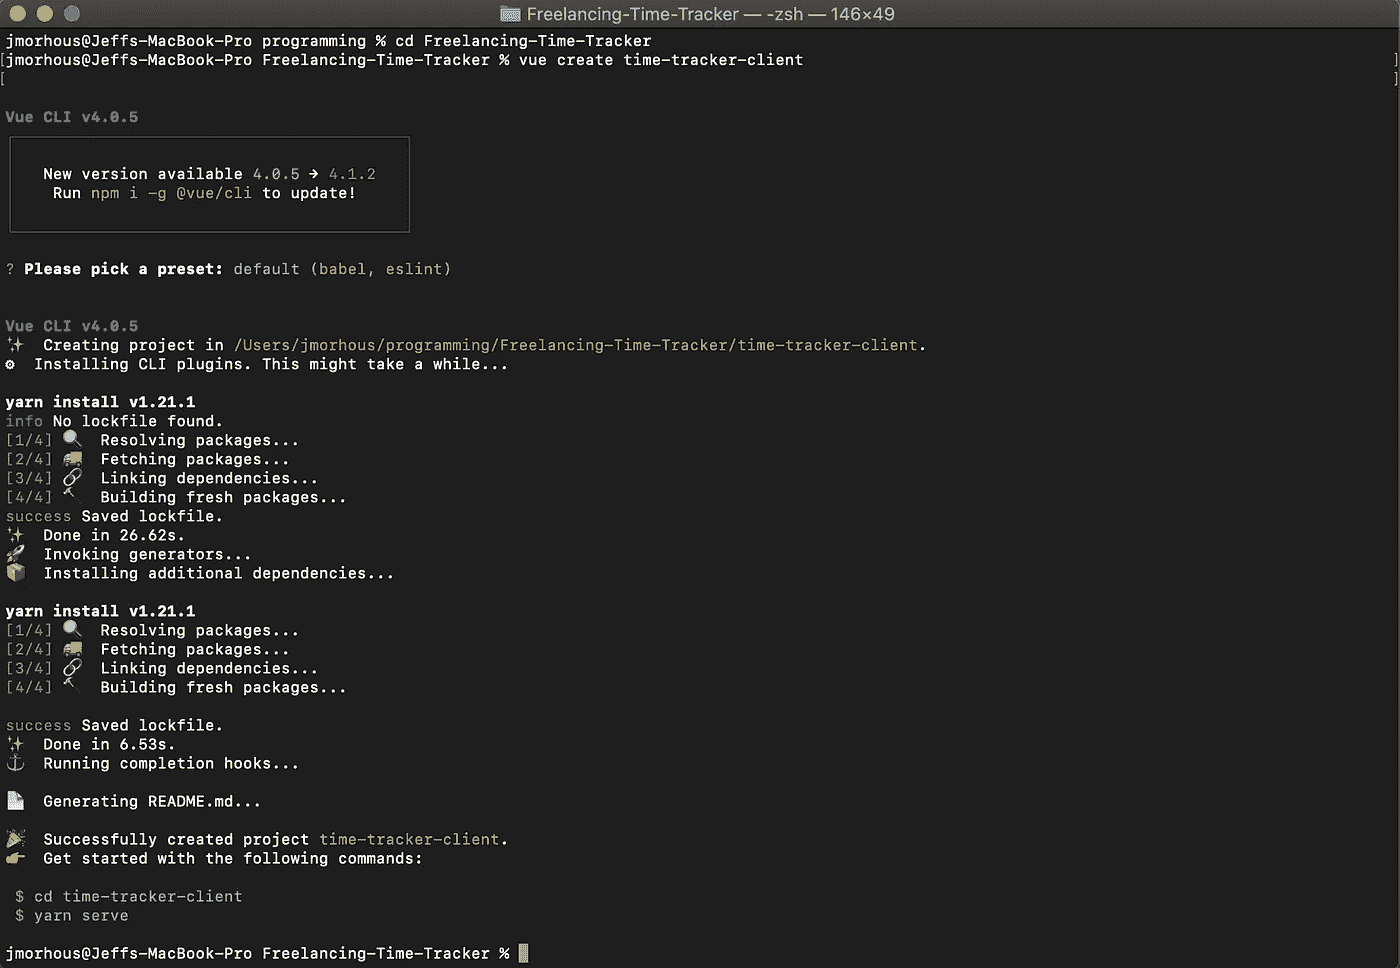 Freelancing-Time-Tracker — -zsh — 146×49
jmorhous@Jeffs-MacBook-Pro programming % cd Freelancing-Time-Tracker
[jmorhous@Jeffs-MacBook-Pro Freelancing-Time-Tracker % vue create time-tracker-client ]
[ ]
Vue CLI v4.0.5
New version available 4.0.5 → 4.1.2
Run npm i -g @vue/cli to update!
? Please pick a preset: default (babel, eslint)
Vue CLI v4.0.5
✨ Creating project in /Users/jmorhous/programming/Freelancing-Time-Tracker/time-tracker-client.
⚙ Installing CLI plugins. This might take a while...
yarn install v1.21.1
info No lockfile found.
[1/4] 🔍 Resolving packages...
[2/4] 🚚 Fetching packages...
[3/4] 🔗 Linking dependencies...
[4/4] 🔨 Building fresh packages...
success Saved lockfile.
✨ Done in 26.62s.
🚀 Invoking generators...
📦 Installing additional dependencies...
yarn install v1.21.1
[1/4] 🔍 Resolving packages...
[2/4] 🚚 Fetching packages...
[3/4] 🔗 Linking dependencies...
[4/4] 🔨 Building fresh packages...
success Saved lockfile.
✨ Done in 6.53s.
⚓ Running completion hooks...
📄 Generating README.md...
🎉 Successfully created project time-tracker-client.
👉 Get started with the following commands:
$ cd time-tracker-client
$ yarn serve
jmorhous@Jeffs-MacBook-Pro Freelancing-Time-Tracker %